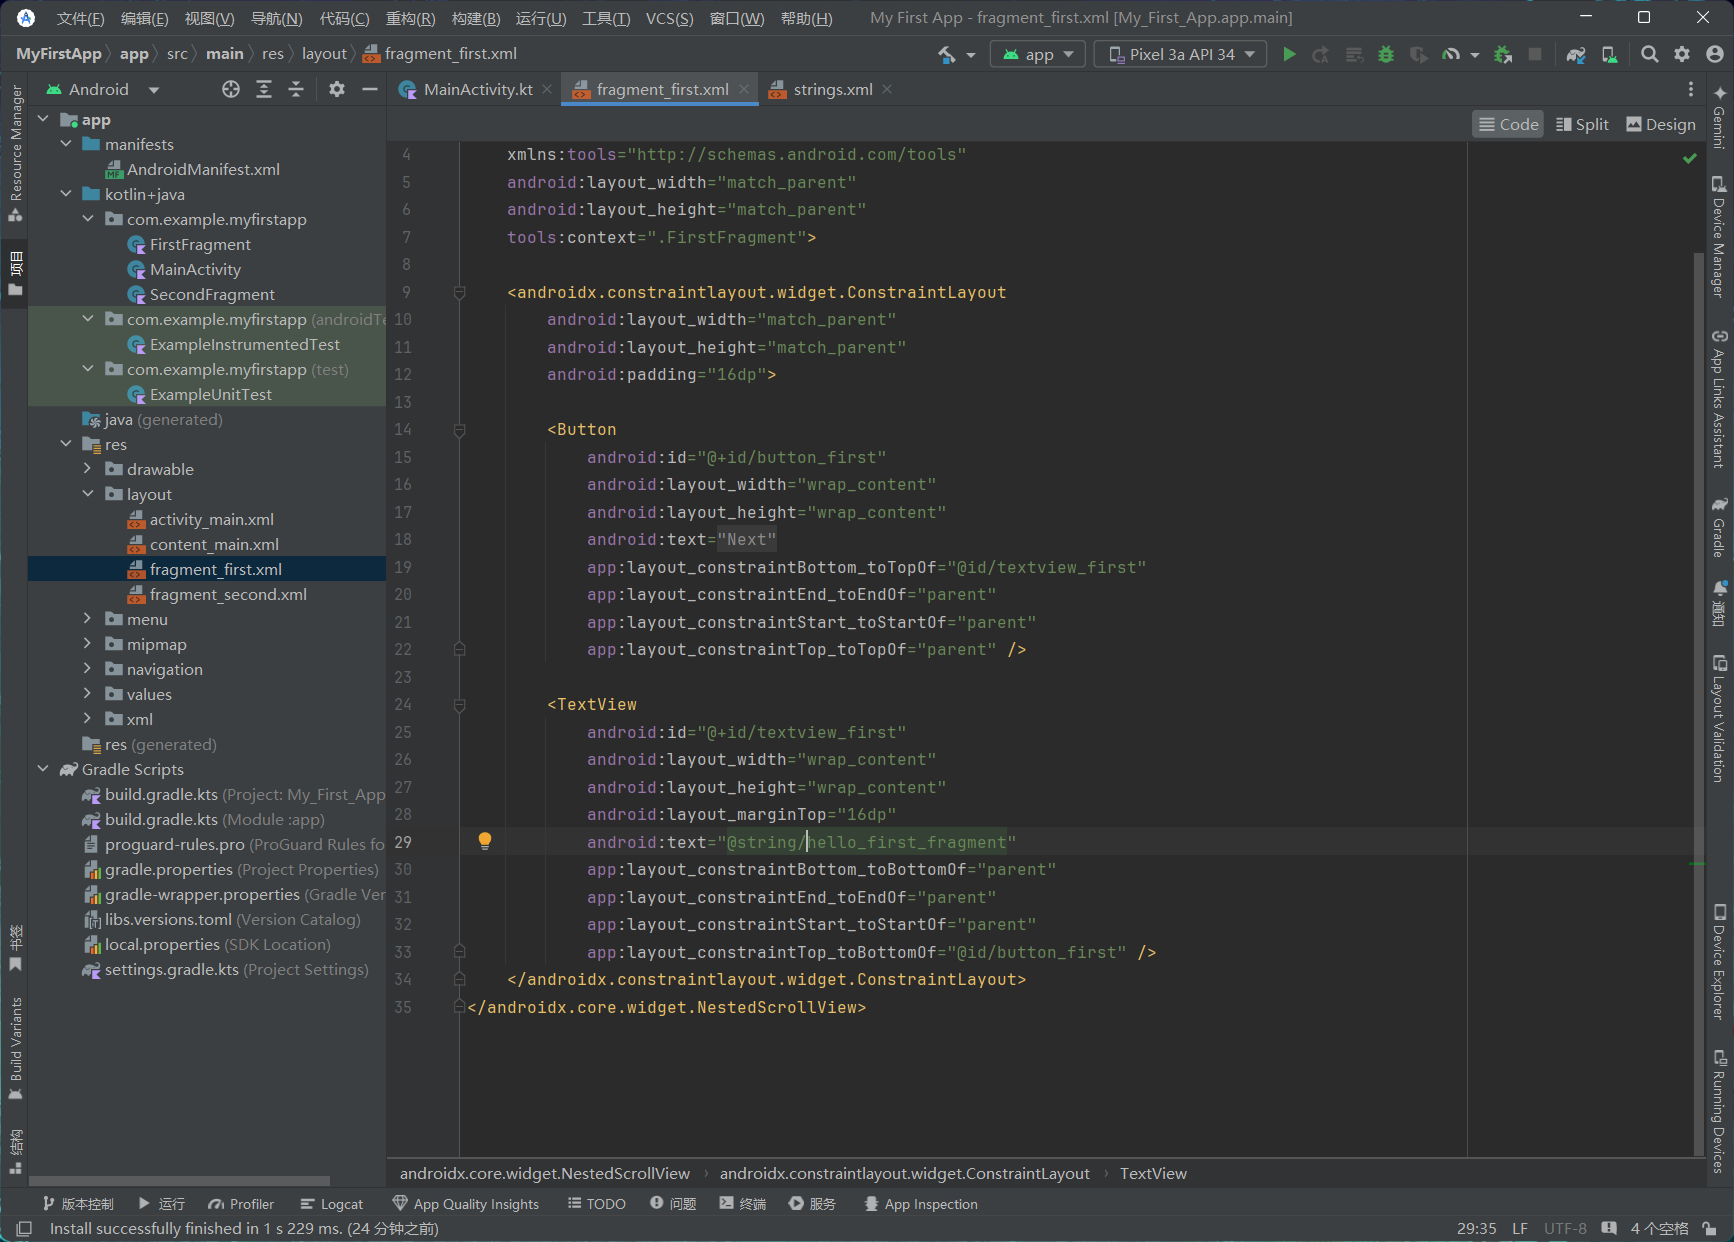 文件(F) 编辑(E) 视图(V) 导航(N) 代码(C) 重构(R) 构建(B) 运行(U) 工具(T) VCS(S) 窗口(W) 帮助(H) My First App - fragment_first.xml [My_First_App.app.main]
MyFirstApp app src main res layout fragment_first.xml app Pixel 3a API 34
Android
MainActivity.kt fragment_first.xml strings.xml
Code Split Design
Resource Manager
项目
书签
Build Variants
结构
app
manifests
AndroidManifest.xml
kotlin+java
com.example.myfirstapp
FirstFragment
MainActivity
SecondFragment
com.example.myfirstapp (androidTe
ExampleInstrumentedTest
com.example.myfirstapp (test)
ExampleUnitTest
java (generated)
res
drawable
layout
activity_main.xml
content_main.xml
fragment_first.xml
fragment_second.xml
menu
mipmap
navigation
values
xml
res (generated)
Gradle Scripts
build.gradle.kts (Project: My_First_App
build.gradle.kts (Module :app)
proguard-rules.pro (ProGuard Rules fo
gradle.properties (Project Properties)
gradle-wrapper.properties (Gradle Ver
libs.versions.toml (Version Catalog)
local.properties (SDK Location)
settings.gradle.kts (Project Settings)
4 xmlns:tools="http://schemas.android.com/tools"
5 android:layout_width="match_parent"
6 android:layout_height="match_parent"
7 tools:context=".FirstFragment">
8
9 <androidx.constraintlayout.widget.ConstraintLayout
10 android:layout_width="match_parent"
11 android:layout_height="match_parent"
12 android:padding="16dp">
13
14 <Button
15 android:id="@+id/button_first"
16 android:layout_width="wrap_content"
17 android:layout_height="wrap_content"
18 android:text="Next"
19 app:layout_constraintBottom_toTopOf="@id/textview_first"
20 app:layout_constraintEnd_toEndOf="parent"
21 app:layout_constraintStart_toStartOf="parent"
22 app:layout_constraintTop_toTopOf="parent" />
23
24 <TextView
25 android:id="@+id/textview_first"
26 android:layout_width="wrap_content"
27 android:layout_height="wrap_content"
28 android:layout_marginTop="16dp"
29 android:text="@string/hello_first_fragment"
30 app:layout_constraintBottom_toBottomOf="parent"
31 app:layout_constraintEnd_toEndOf="parent"
32 app:layout_constraintStart_toStartOf="parent"
33 app:layout_constraintTop_toBottomOf="@id/button_first" />
34 </androidx.constraintlayout.widget.ConstraintLayout>
35 </androidx.core.widget.NestedScrollView>
Gemini
Device Manager
App Links Assistant
Gradle
通知
Layout Validation
Device Explorer
Running Devices
androidx.core.widget.NestedScrollView androidx.constraintlayout.widget.ConstraintLayout TextView
版本控制 运行 Profiler Logcat App Quality Insights TODO 问题 终端 服务 App Inspection
Install successfully finished in 1 s 229 ms. (24 分钟之前) 29:35 LF UTF-8 4 个空格